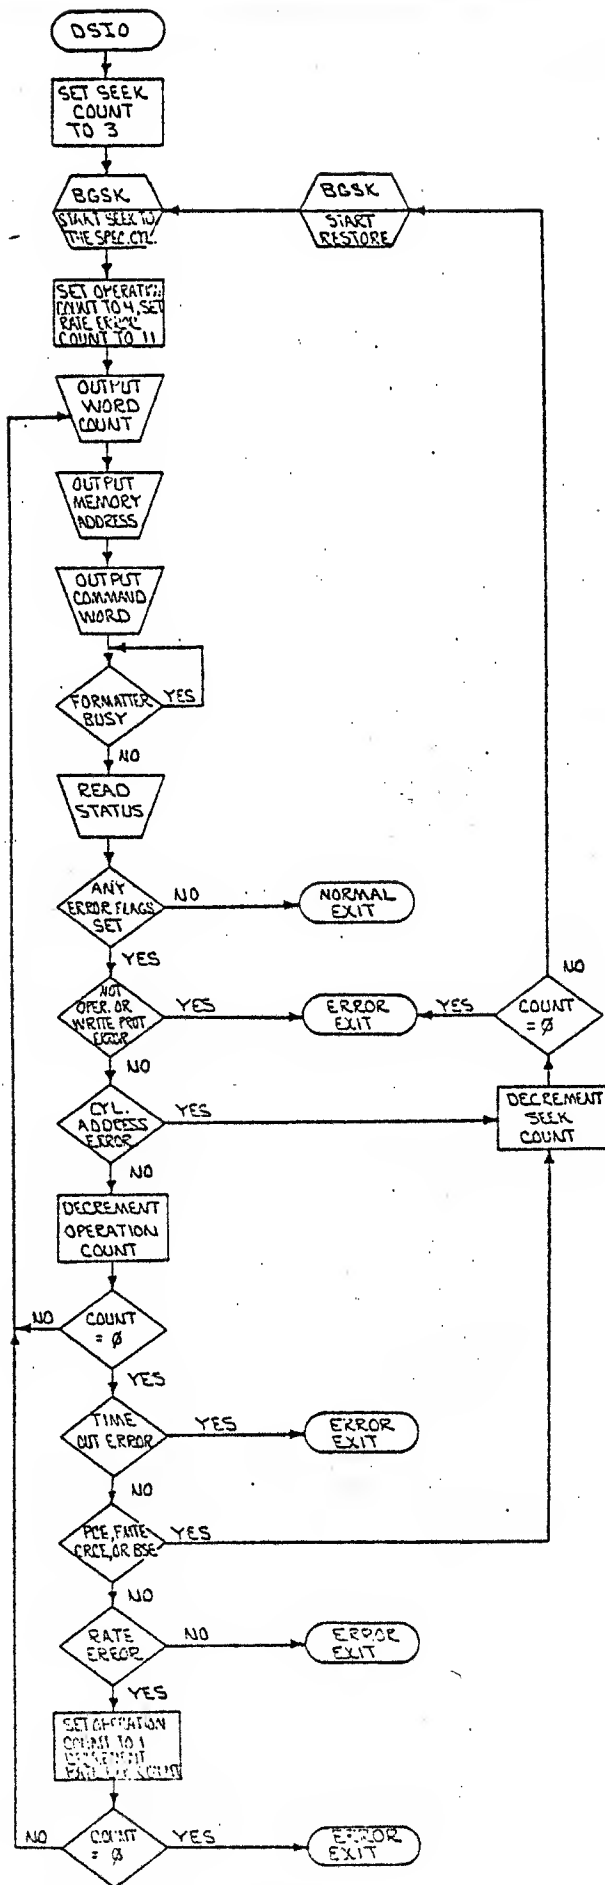 DSIO
SET SEEK
COUNT
TO 3
BGSK
START SEEK TO
THE SPEC. CYL.
BGSK
START
RESTORE
SET OPERATION
COUNT TO 4, SET
RATE ERROR
COUNT TO 11
OUTPUT
WORD
COUNT
OUTPUT
MEMORY
ADDRESS
OUTPUT
COMMAND
WORD
FORMATTER
BUSY
YES
NO
READ
STATUS
ANY
ERROR FLAGS
SET
NO
NORMAL
EXIT
YES
NOT
OPER. OR
WRITE PROT
ERROR
YES
ERROR
EXIT
YES
COUNT
= Ø
NO
NO
CYL.
ADDRESS
ERROR
YES
DECREMENT
SEEK
COUNT
NO
DECREMENT
OPERATION
COUNT
NO
COUNT
= Ø
YES
TIME
OUT ERROR
YES
ERROR
EXIT
NO
PCE, FMTE
CRCE, OR BSE
YES
NO
RATE
ERROR
NO
ERROR
EXIT
YES
SET OPERATION
COUNT TO 1
DECREMENT
COUNT
NO
COUNT
= Ø
YES
ERROR
EXIT